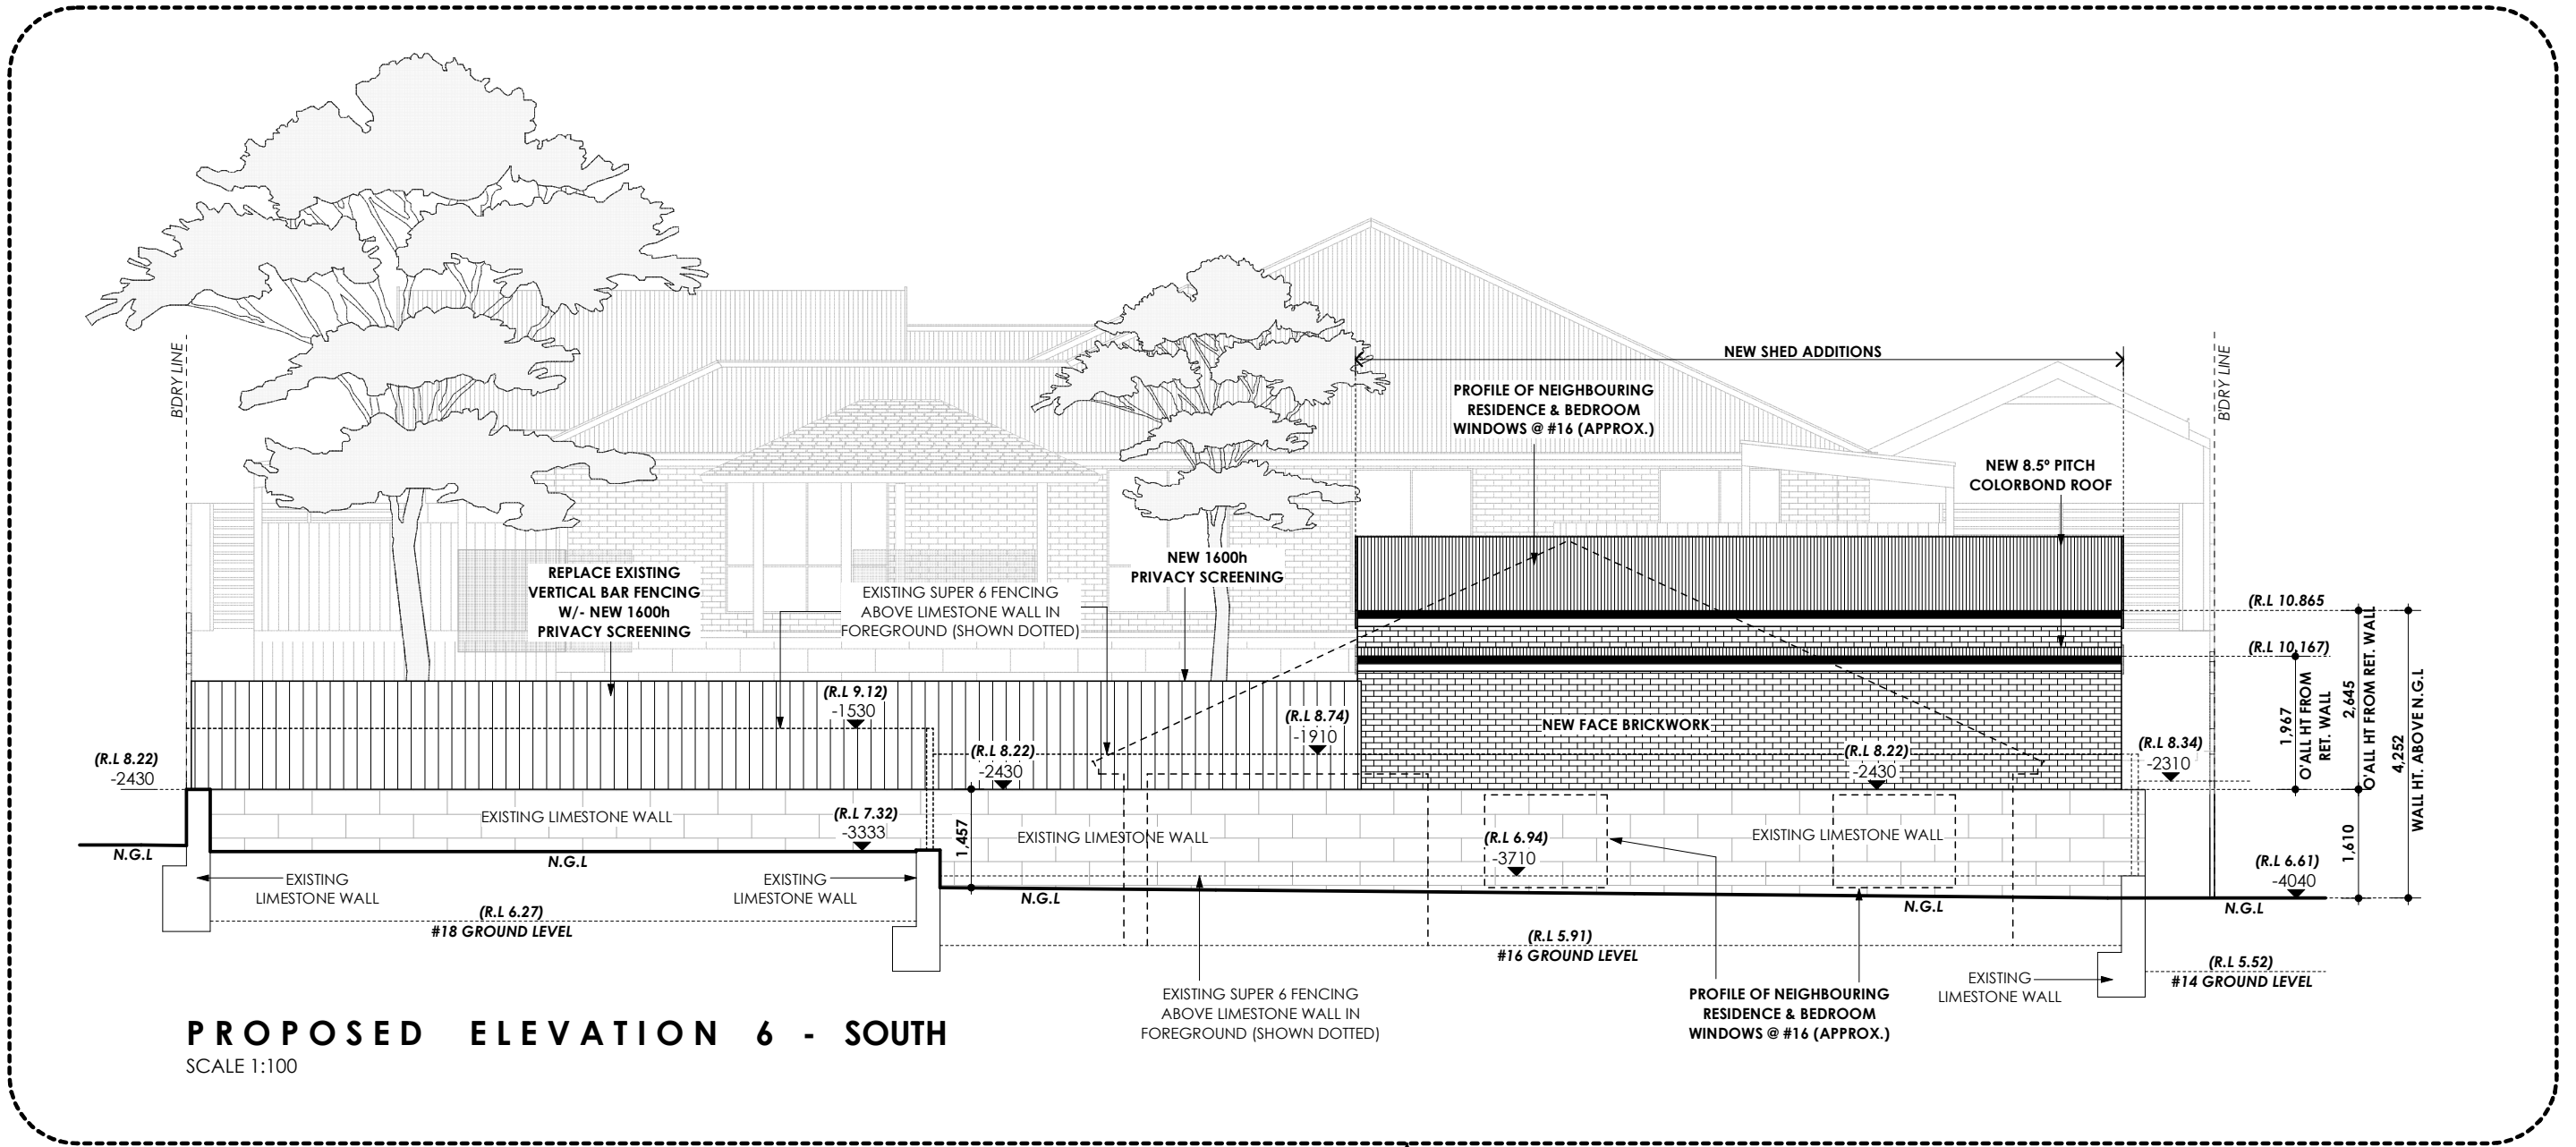 B'DRY LINE
NEW SHED ADDITIONS
B'DRY LINE
PROFILE OF NEIGHBOURING
RESIDENCE & BEDROOM
WINDOWS @ #16 (APPROX.)
NEW 8.5º PITCH
COLORBOND ROOF
REPLACE EXISTING
VERTICAL BAR FENCING
W/- NEW 1600h
PRIVACY SCREENING
EXISTING SUPER 6 FENCING
ABOVE LIMESTONE WALL IN
FOREGROUND (SHOWN DOTTED)
NEW 1600h
PRIVACY SCREENING
(R.L 10.865
(R.L 10.167)
(R.L 9.12)
-1530
(R.L 8.74)
-1910
NEW FACE BRICKWORK
(R.L 8.22)
-2430
(R.L 8.22)
-2430
(R.L 8.22)
-2430
(R.L 8.34)
-2310
1,967
O'ALL HT FROM
RET. WALL
2,645
O'ALL HT FROM RET. WALL
4,252
WALL HT. ABOVE N.G.L
EXISTING LIMESTONE WALL
(R.L 7.32)
-3333
1,457
EXISTING LIMESTONE WALL
(R.L 6.94)
-3710
EXISTING LIMESTONE WALL
1,610
(R.L 6.61)
-4040
N.G.L
N.G.L
N.G.L
N.G.L
N.G.L
EXISTING
LIMESTONE WALL
EXISTING
LIMESTONE WALL
(R.L 6.27)
#18 GROUND LEVEL
(R.L 5.91)
#16 GROUND LEVEL
(R.L 5.52)
#14 GROUND LEVEL
EXISTING
LIMESTONE WALL
EXISTING SUPER 6 FENCING
ABOVE LIMESTONE WALL IN
FOREGROUND (SHOWN DOTTED)
PROFILE OF NEIGHBOURING
RESIDENCE & BEDROOM
WINDOWS @ #16 (APPROX.)
PROPOSED ELEVATION 6 - SOUTH
SCALE 1:100